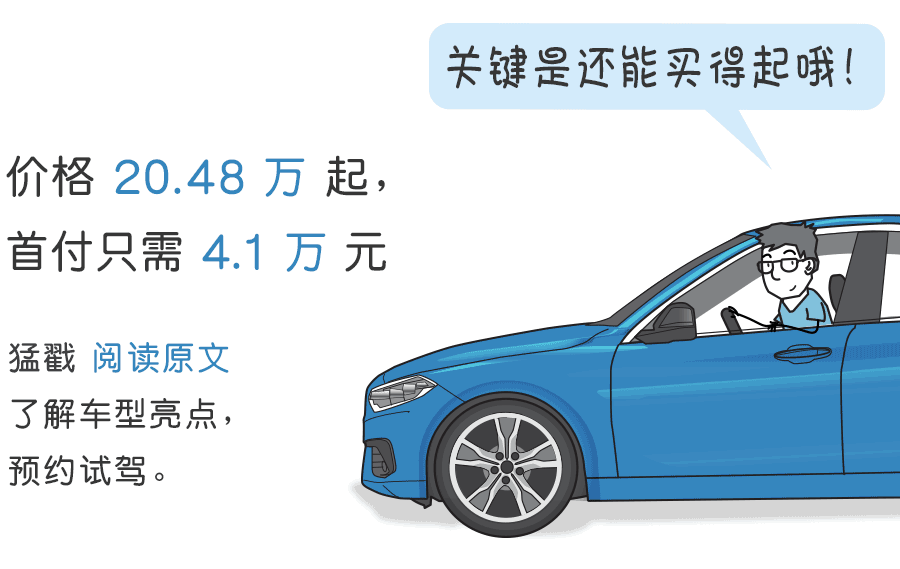 关键是还能买得起哦！
价格 20.48 万 起，
首付只需 4.1 万 元
猛戳 阅读原文
了解车型亮点，
预约试驾。